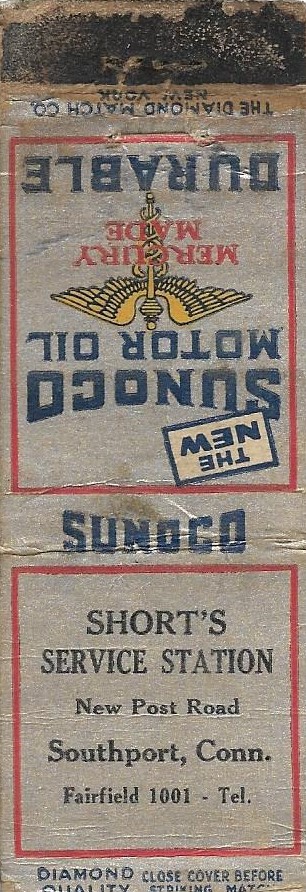 THE DIAMOND MATCH CO.
NEW YORK
THE
NEW
SUNOCO
MOTOR OIL
MERCURY
MADE
DURABLE
SUNOCO
SHORT'S
SERVICE STATION
New Post Road
Southport, Conn.
Fairfield 1001 - Tel.
DIAMOND CLOSE COVER BEFORE
QUALITY STRIKING MATC